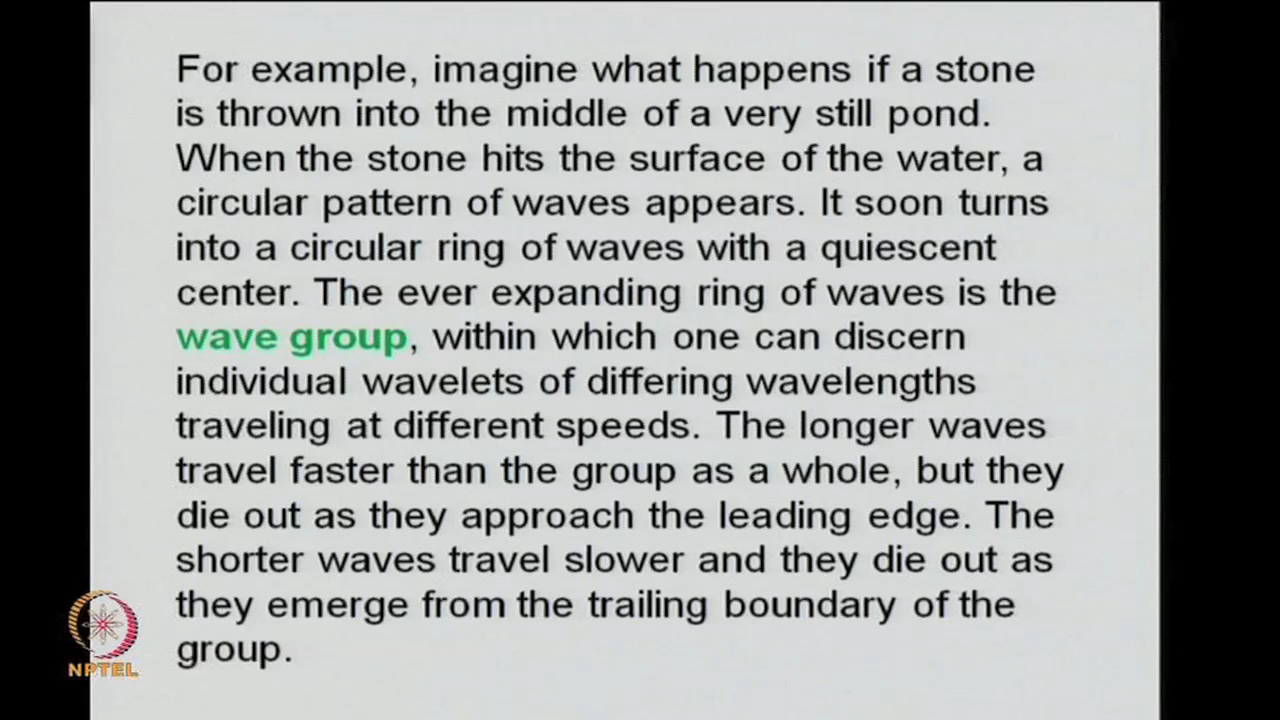 For example, imagine what happens if a stone
is thrown into the middle of a very still pond.
When the stone hits the surface of the water, a
circular pattern of waves appears. It soon turns
into a circular ring of waves with a quiescent
center. The ever expanding ring of waves is the
wave group, within which one can discern
individual wavelets of differing wavelengths
traveling at different speeds. The longer waves
travel faster than the group as a whole, but they
die out as they approach the leading edge. The
shorter waves travel slower and they die out as
they emerge from the trailing boundary of the
group.
NPTEL